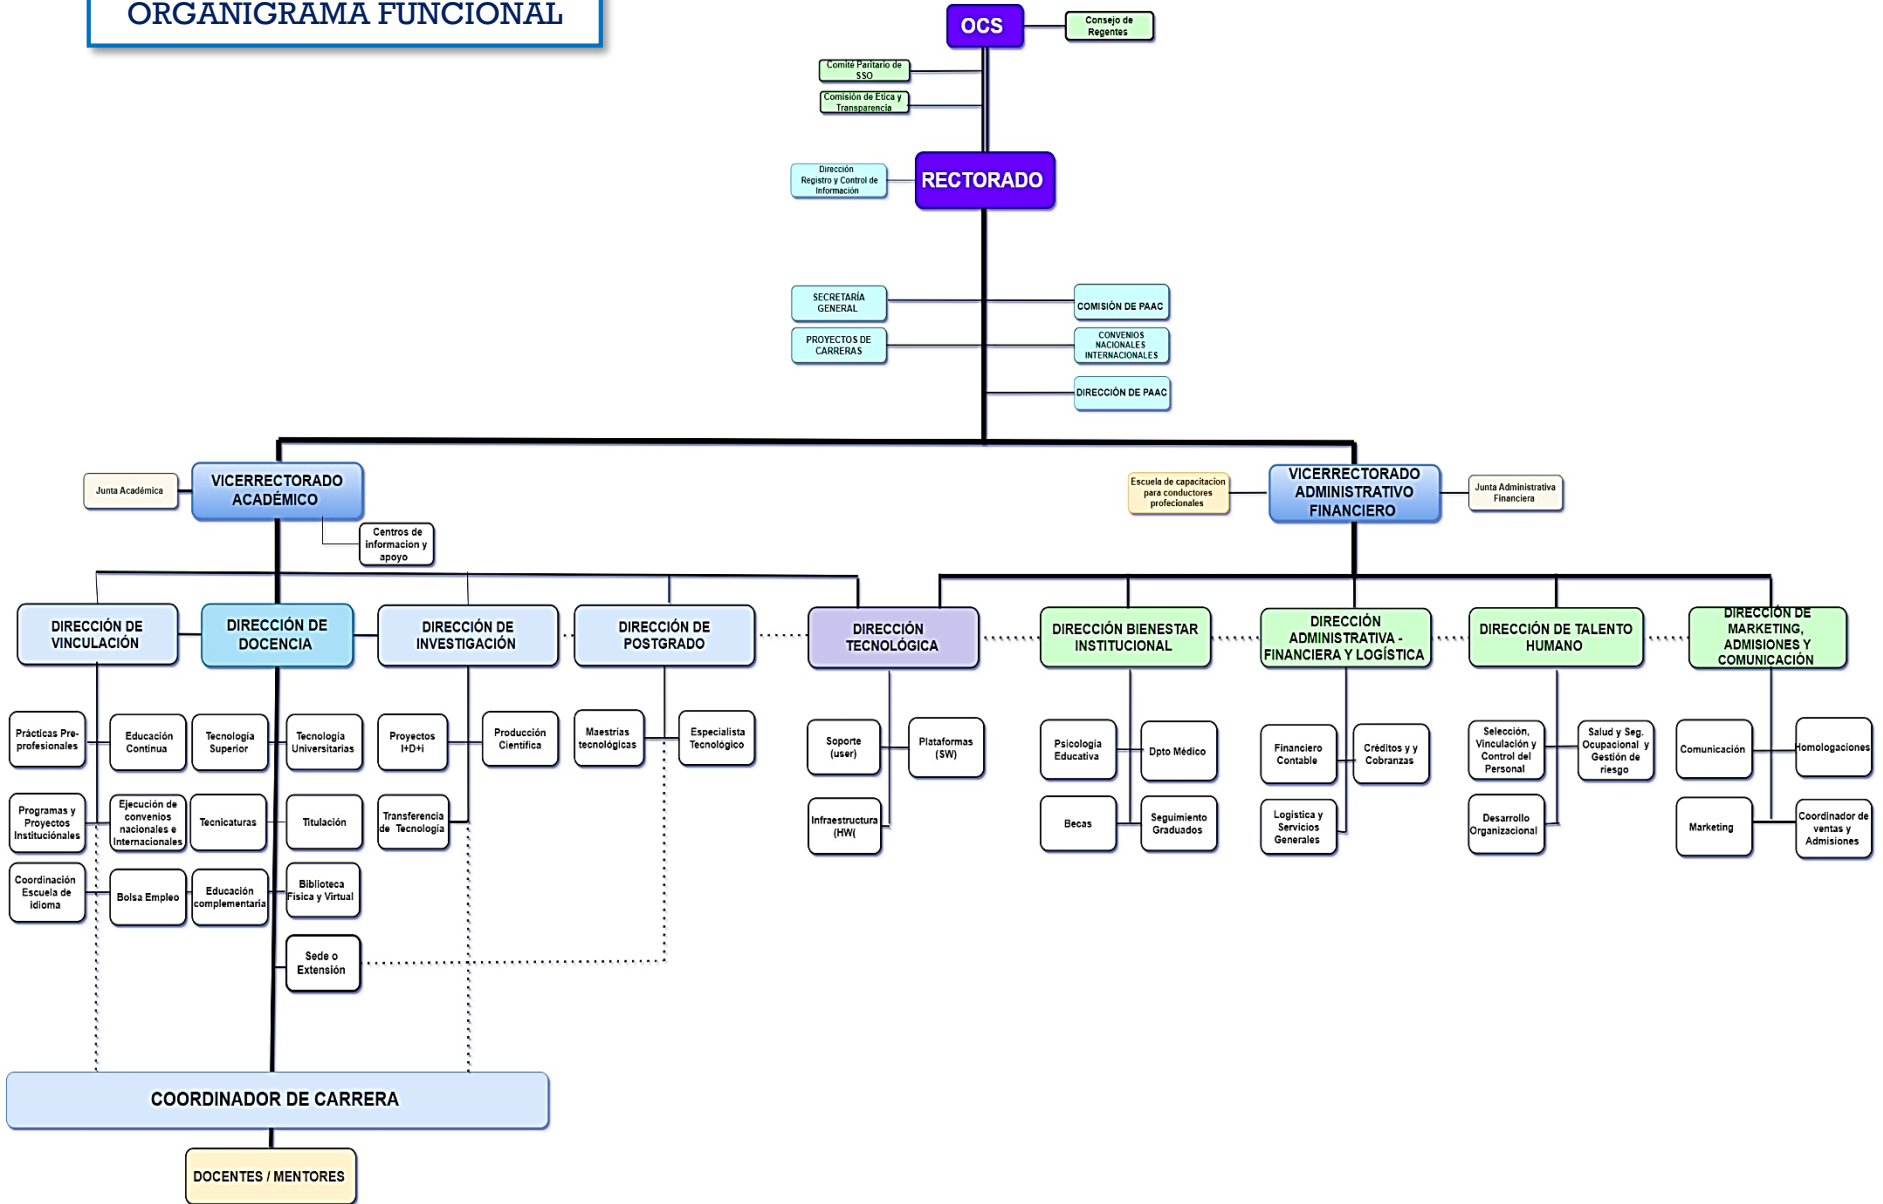 ORGANIGRAMA FUNCIONAL
OCS
Consejo de
Regentes
Comité Paritario de
SSO
Comisión de Etica y
Transparencia
Dirección
Registro y Control de
Información
RECTORADO
SECRETARÍA
GENERAL
COMISIÓN DE PAAC
PROYECTOS DE
CARRERAS
CONVENIOS
NACIONALES
INTERNACIONALES
DIRECCIÓN DE PAAC
Junta Académica
VICERRECTORADO
ACADÉMICO
Centros de
informacion y
apoyo
Escuela de capacitacion
para conductores
profecionales
VICERRECTORADO
ADMINISTRATIVO
FINANCIERO
Junta Administrativa
Financiera
DIRECCIÓN DE
VINCULACIÓN
DIRECCIÓN DE
DOCENCIA
DIRECCIÓN DE
INVESTIGACIÓN
DIRECCIÓN DE
POSTGRADO
DIRECCIÓN
TECNOLÓGICA
DIRECCIÓN BIENESTAR
INSTITUCIONAL
DIRECCIÓN
ADMINISTRATIVA -
FINANCIERA Y LOGÍSTICA
DIRECCIÓN DE TALENTO
HUMANO
DIRECCIÓN DE
MARKETING,
ADMISIONES Y
COMUNICACIÓN
Prácticas Pre-
profesionales
Educación
Continua
Tecnología
Superior
Tecnología
Universitarias
Proyectos
I+D+i
Producción
Científica
Maestrías
tecnológicas
Especialista
Tecnológico
Soporte
(user)
Plataformas
(SW)
Psicología
Educativa
Dpto Médico
Financiero
Contable
Créditos y y
Cobranzas
Selección,
Vinculación y
Control del
Personal
Salud y Seg.
Ocupacional y
Gestión de
riesgo
Comunicación
Homologaciones
Programas y
Proyectos
Instituciónales
Ejecución de
convenios
nacionales e
Internacionales
Tecnicaturas
Titulación
Transferencia
de Tecnología
Infraestructura
(HW(
Becas
Seguimiento
Graduados
Logística y
Servicios
Generales
Desarrollo
Organizacional
Marketing
Coordinador de
ventas y
Admisiones
Coordinación
Escuela de
idioma
Bolsa Empleo
Educación
complementaria
Biblioteca
Física y Virtual
Sede o
Extensión
COORDINADOR DE CARRERA
DOCENTES / MENTORES